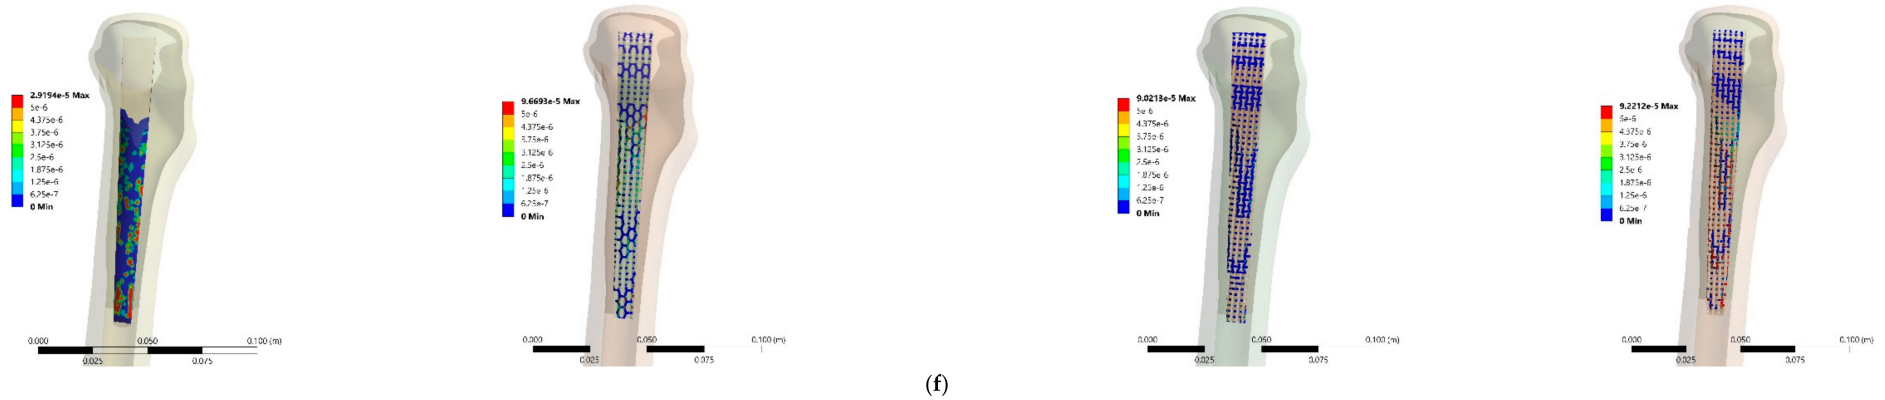 2.9194e-5 Max
5e-6
4.375e-6
3.75e-6
3.125e-6
2.5e-6
1.875e-6
1.25e-6
6.25e-7
0 Min
0.000
0.050
0.100 (m)
0.025
0.075
9.6693e-5 Max
5e-6
4.375e-6
3.75e-6
3.125e-6
2.5e-6
1.875e-6
1.25e-6
6.25e-7
0 Min
0.000
0.050
0.100 (m)
0.025
0.075
9.0213e-5 Max
5e-6
4.375e-6
3.75e-6
3.125e-6
2.5e-6
1.875e-6
1.25e-6
6.25e-7
0 Min
0.000
0.050
0.100 (m)
0.025
0.075
9.2212e-5 Max
5e-6
4.375e-6
3.75e-6
3.125e-6
2.5e-6
1.875e-6
1.25e-6
6.25e-7
0 Min
0.000
0.050
0.100 (m)
0.025
0.075
(f)